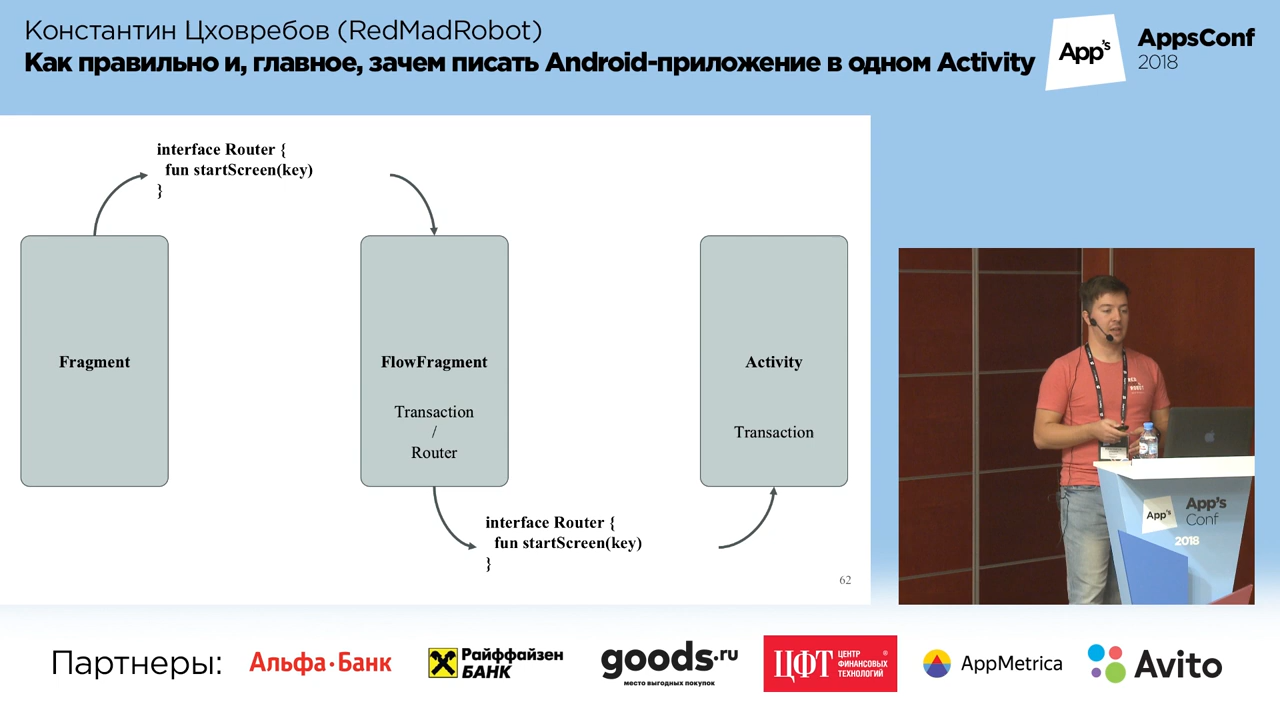 Константин Цховребов (RedMadRobot)
Как правильно и, главное, зачем писать Android-приложение в одном Activity
App's
AppsConf
2018
interface Router {
fun startScreen(key)
}
Fragment
FlowFragment
Transaction
/
Router
Activity
Transaction
interface Router {
fun startScreen(key)
}
62
App's
App's
Conf
2018
Партнеры:
Альфа·Банк
Райффайзен
БАНК
goods.ru
место выгодных покупок
ЦФТ
ЦЕНТР
ФИНАНСОВЫХ
ТЕХНОЛОГИЙ
®
AppMetrica
Avito